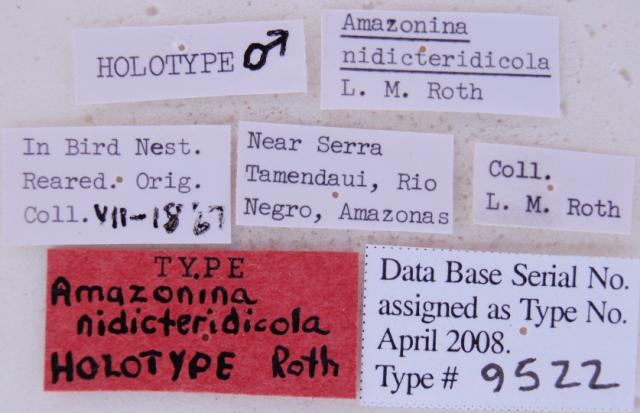 HOLOTYPE ♂
Amazonina
nidicteridicola
L. M. Roth
In Bird Nest.
Reared. Orig.
Coll. VII-18'67
Near Serra
Tamendaui, Rio
Negro, Amazonas
Coll.
L. M. Roth
TYPE
Amazonina
nidicteridicola
HOLOTYPE Roth
Data Base Serial No.
assigned as Type No.
April 2008.
Type # 9522